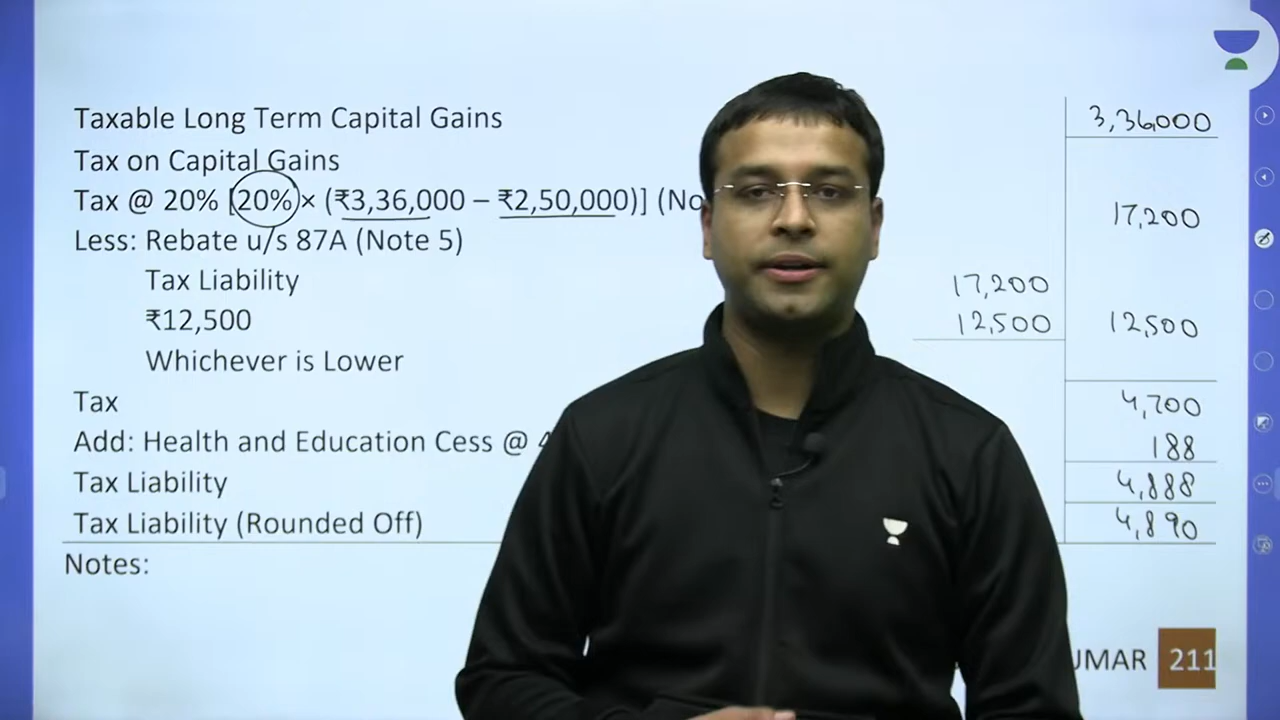 Taxable Long Term Capital Gains 3,36,000
Tax on Capital Gains
Tax @ 20% [20% × (₹3,36,000 – ₹2,50,000)] (No 17,200
Less: Rebate u/s 87A (Note 5)
Tax Liability 17,200
₹12,500 12,500 12,500
Whichever is Lower
Tax 4,700
Add: Health and Education Cess @ 4 188
Tax Liability 4,888
Tax Liability (Rounded Off) 4,890
Notes:
UMAR 211